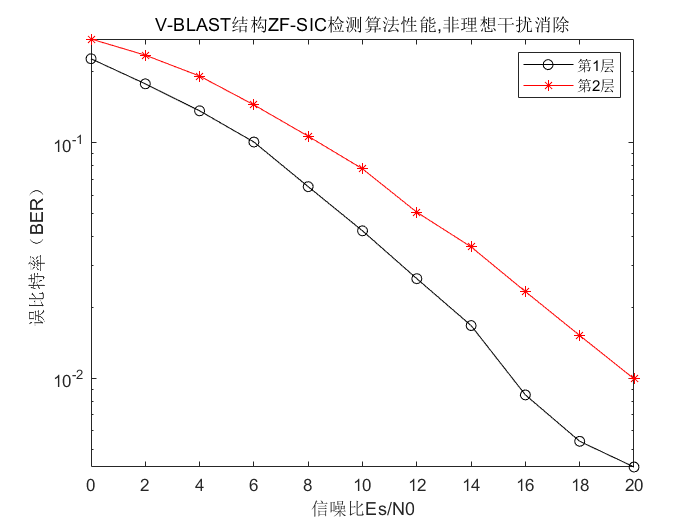 V-BLAST结构ZF-SIC检测算法性能,非理想干扰消除
第1层
第2层
10-1
10-2
误比特率（BER）
0 2 4 6 8 10 12 14 16 18 20
信噪比Es/N0